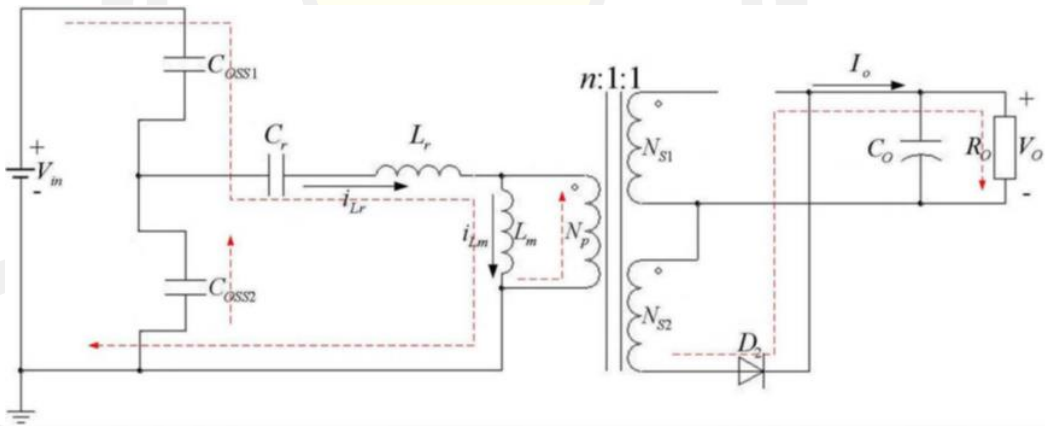 C_OSS1
n:1:1
I_o
+
C_r
L_r
N_S1
C_O
R_O
V_O
+
V_in
-
-
i_Lr
i_Lm
L_m
N_p
C_OSS2
N_S2
D_2